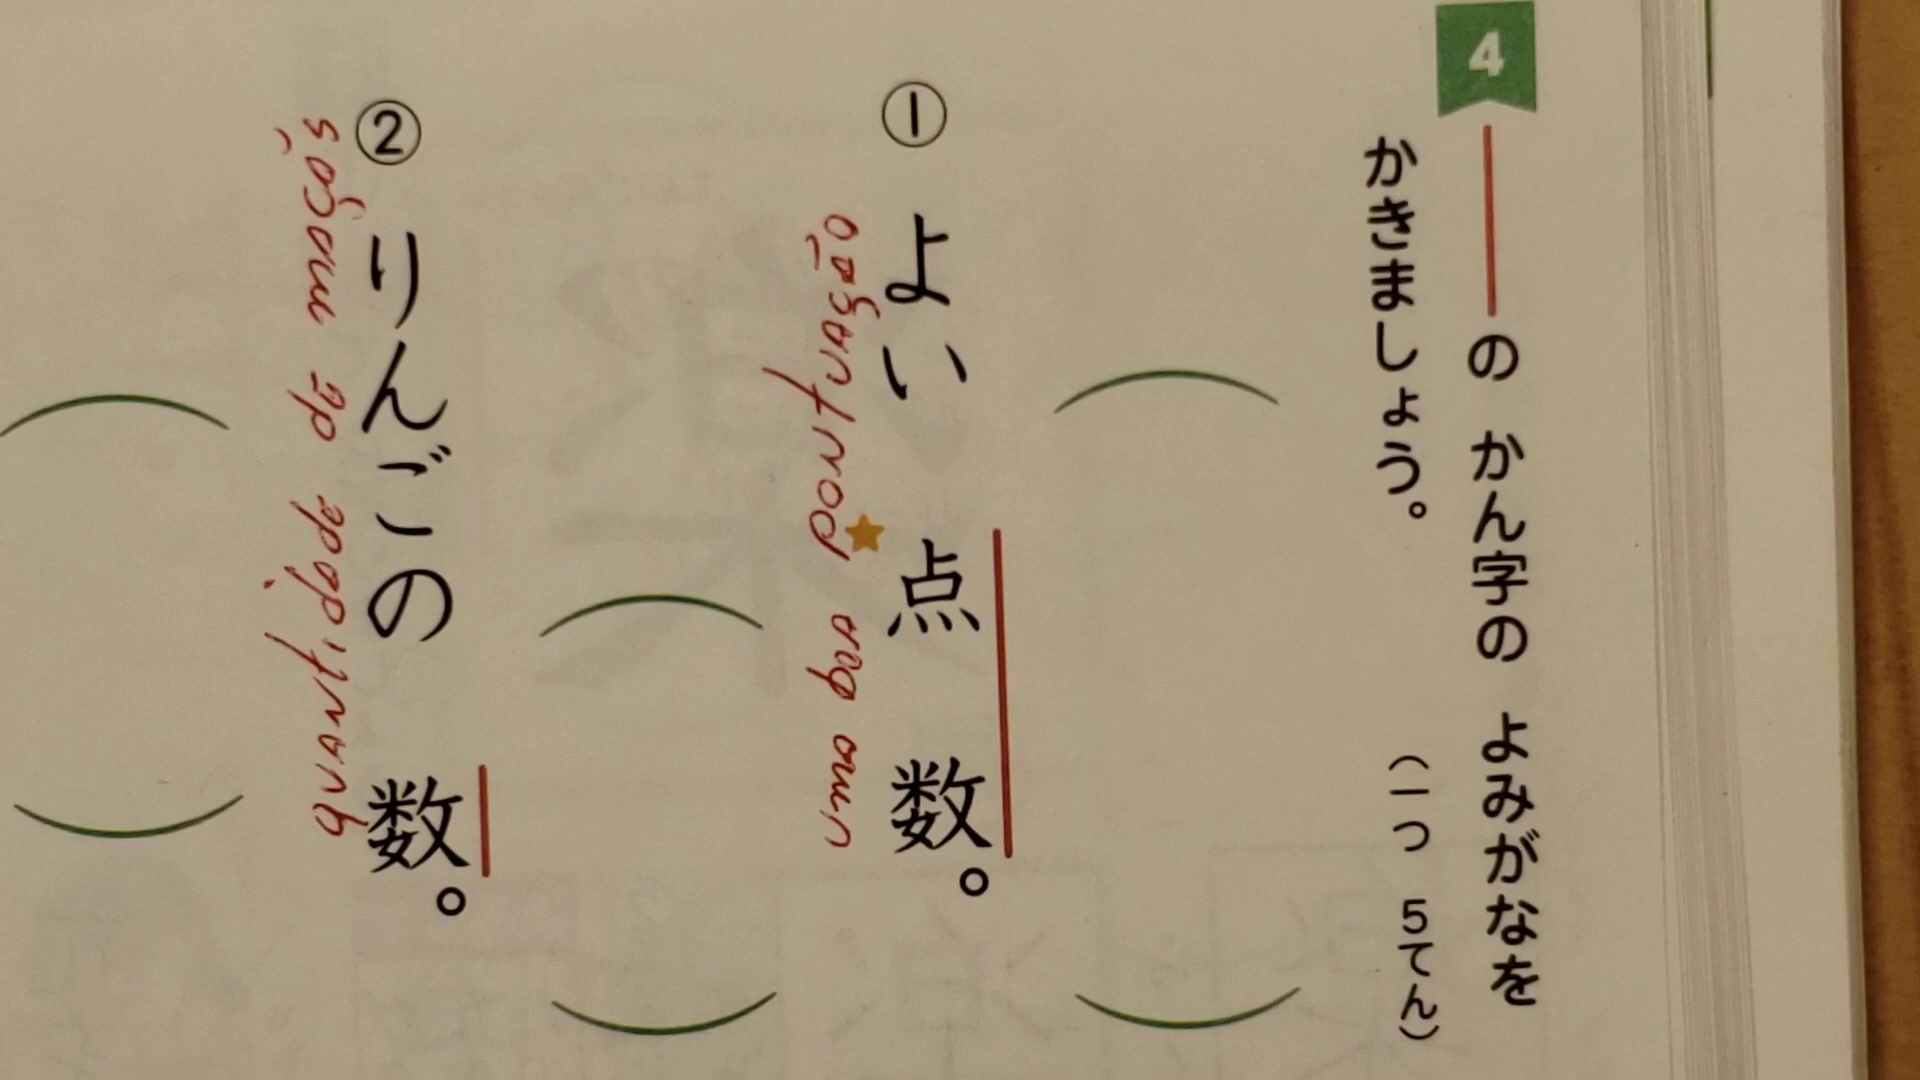 4
の かん字の よみがなを
かきましょう。
(一つ 5てん)
① よい 点数。
uma boa pontuação
② りんごの 数。
quantidade de maçãs